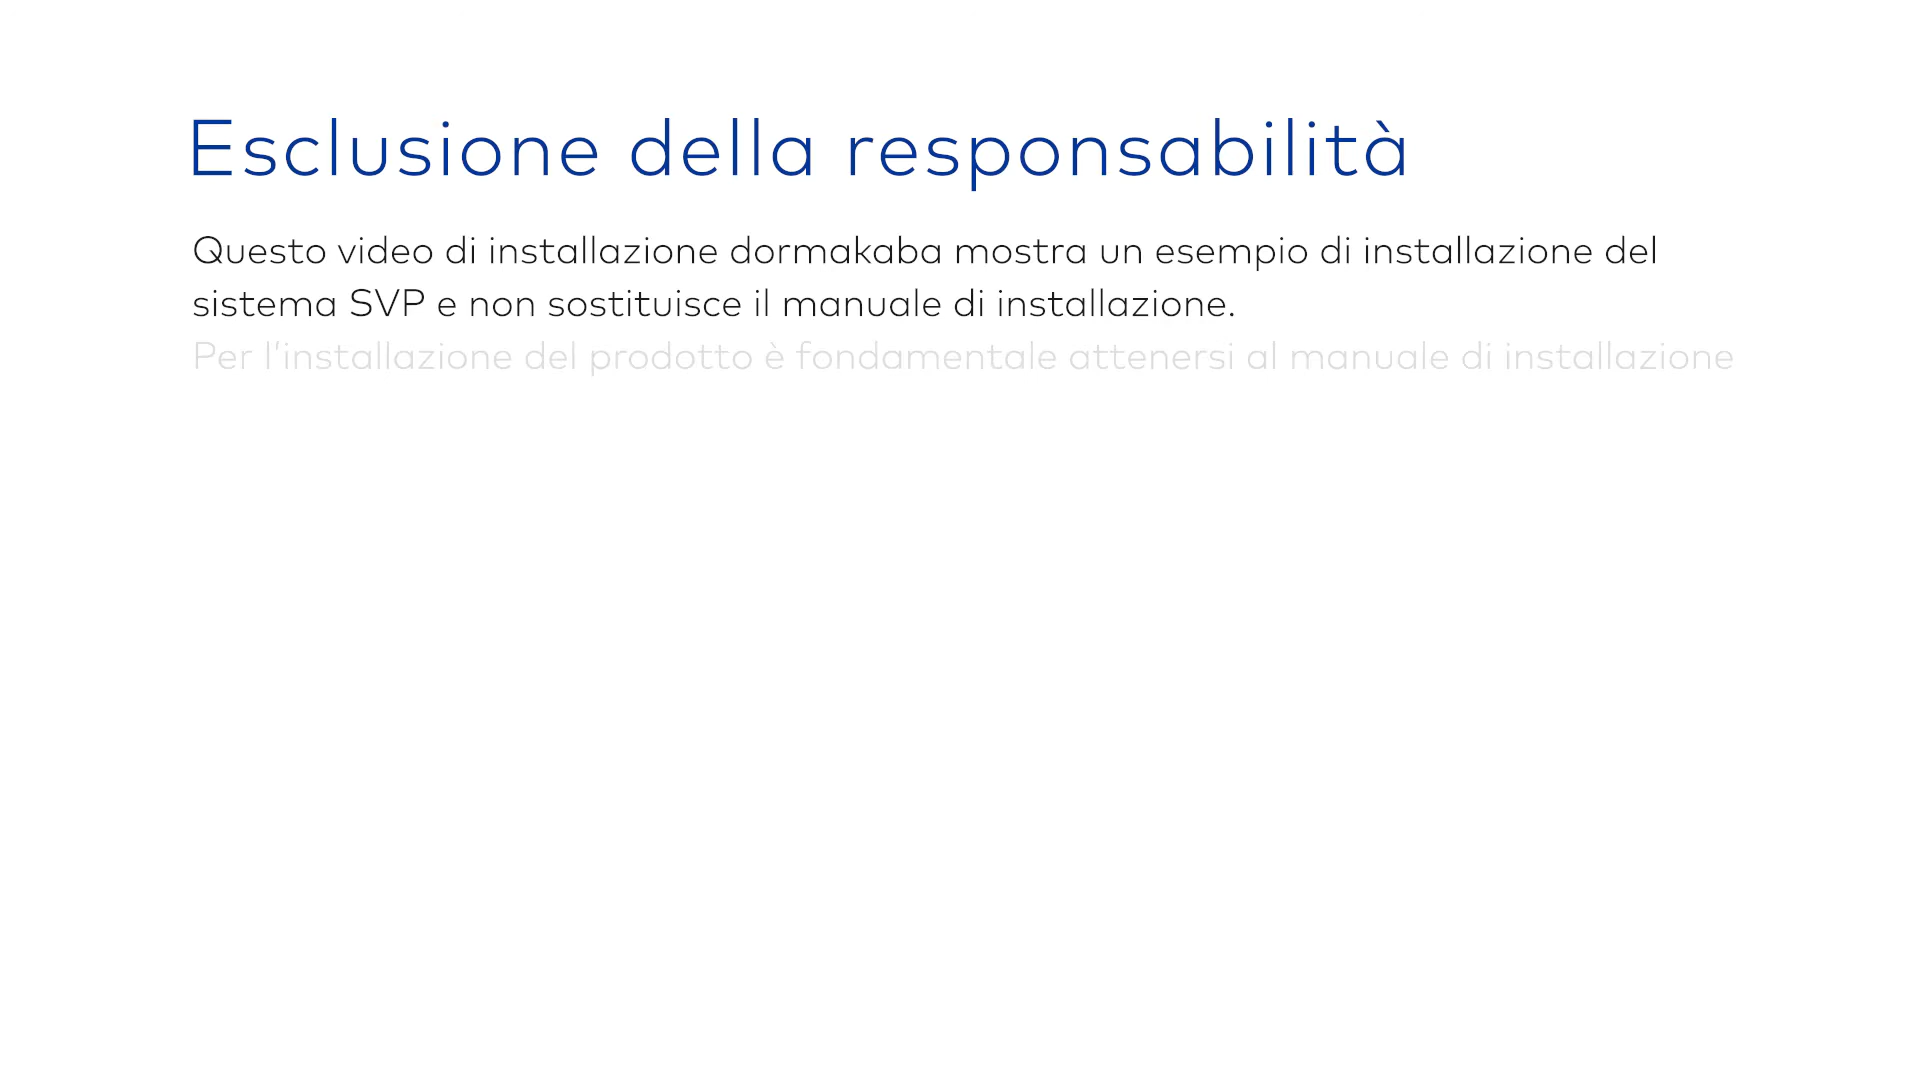 Esclusione della responsabilità
Questo video di installazione dormakaba mostra un esempio di installazione del
sistema SVP e non sostituisce il manuale di installazione.
Per l’installazione del prodotto è fondamentale attenersi al manuale di installazione